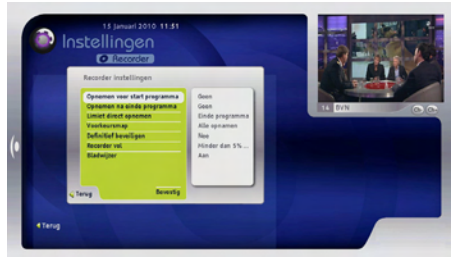 15 januari 2010 11:51
Instellingen
Recorder
Recorder instellingen
Opnemen voor start programma Geen
Opnemen na einde programma Geen
Limiet direct opnemen Einde programma
Voorkeursmap Alle opnamen
Definitief beveiligen Nee
Recorder vol Minder dan 5% ...
Bladwijzer Aan
Terug Bevestig
14 BVN
Terug